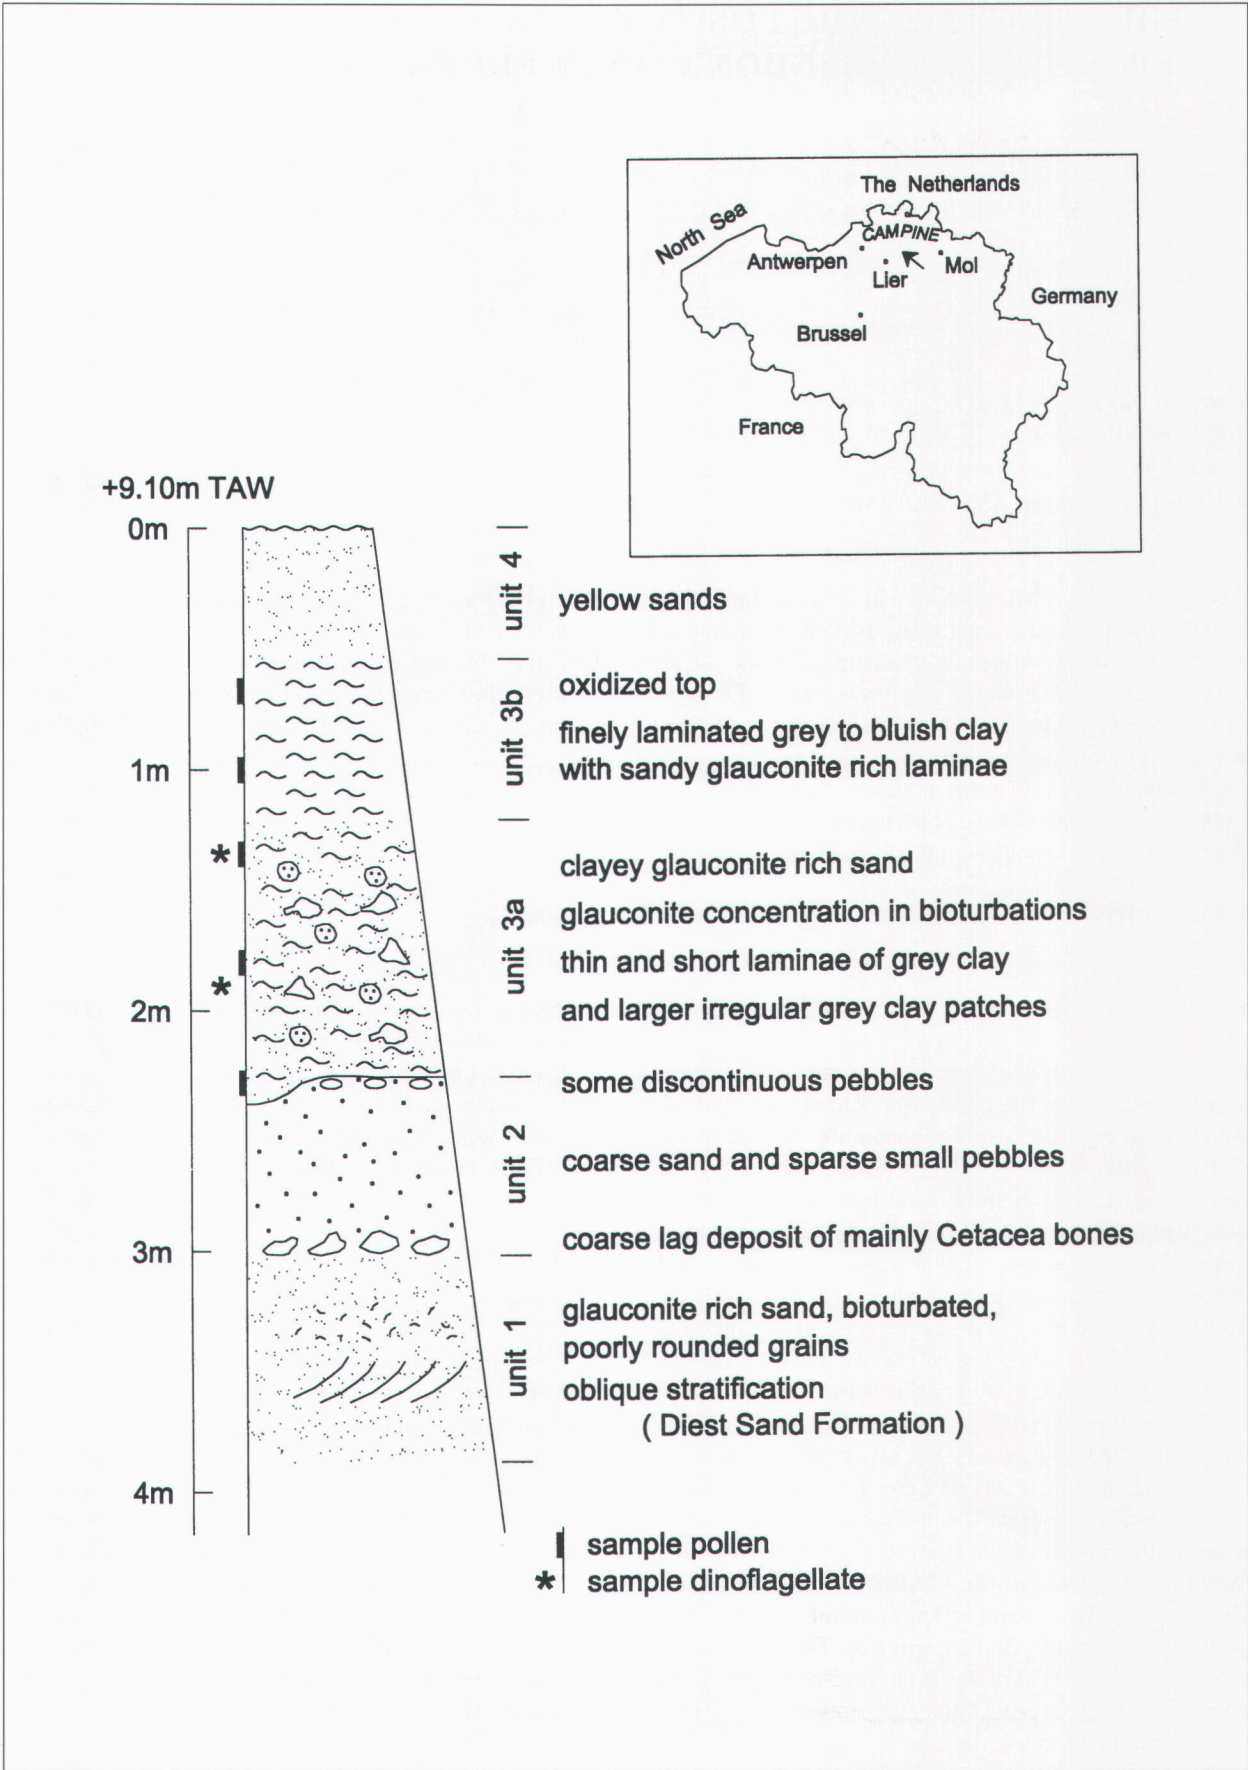 The Netherlands
North Sea
CAMPINE
Antwerpen
Lier
Mol
Germany
Brussel
France
+9.10m TAW
0m
unit 4
yellow sands
oxidized top
unit 3b
finely laminated grey to bluish clay
1m
with sandy glauconite rich laminae
*
clayey glauconite rich sand
unit 3a
glauconite concentration in bioturbations
thin and short laminae of grey clay
*
2m
and larger irregular grey clay patches
some discontinuous pebbles
unit 2
coarse sand and sparse small pebbles
coarse lag deposit of mainly Cetacea bones
3m
glauconite rich sand, bioturbated,
unit 1
poorly rounded grains
oblique stratification
( Diest Sand Formation )
4m
sample pollen
* sample dinoflagellate